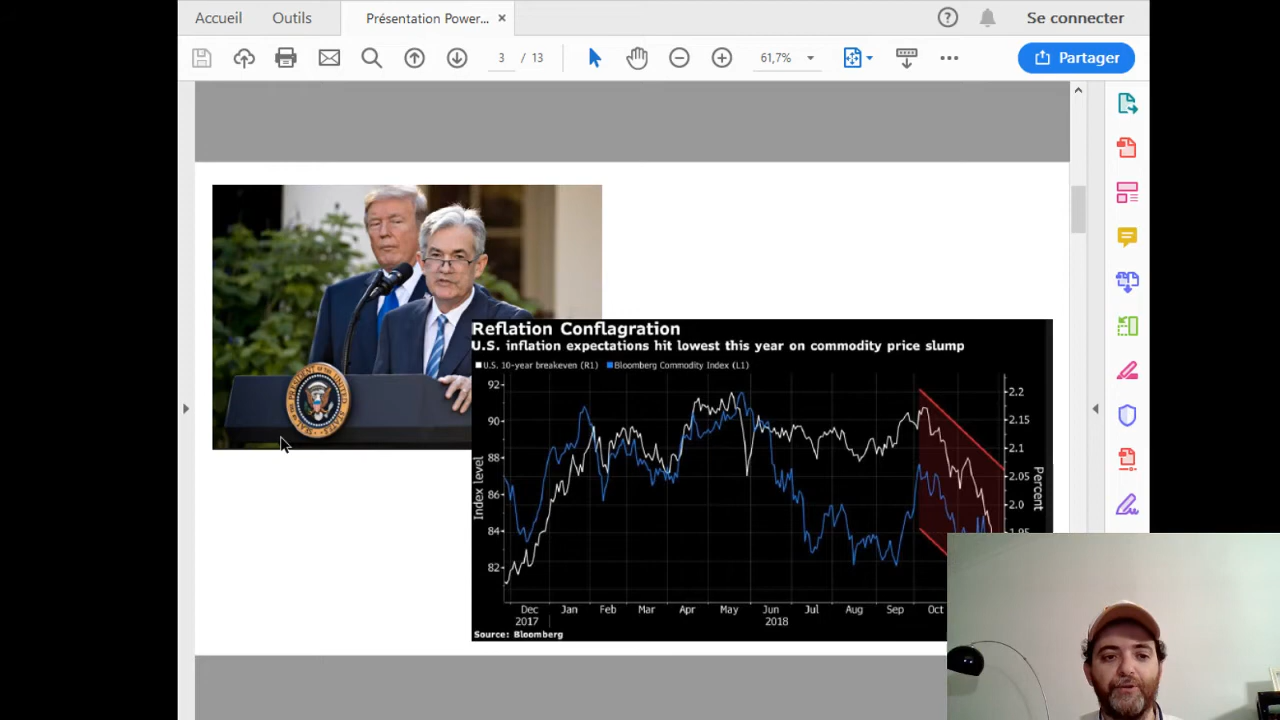 Accueil Outils Présentation Power... × Se connecter
3 / 13 61,7% Partager
Reflation Conflagration
U.S. inflation expectations hit lowest this year on commodity price slump
U.S. 10-year breakeven (R1) Bloomberg Commodity Index (L1)
92 2.2
90 2.15
2.1
88 2.05
86 2.0
84 1.95
82
Index level
Percent
Dec Jan Feb Mar Apr May Jun Jul Aug Sep Oct
2017 2018
Source: Bloomberg